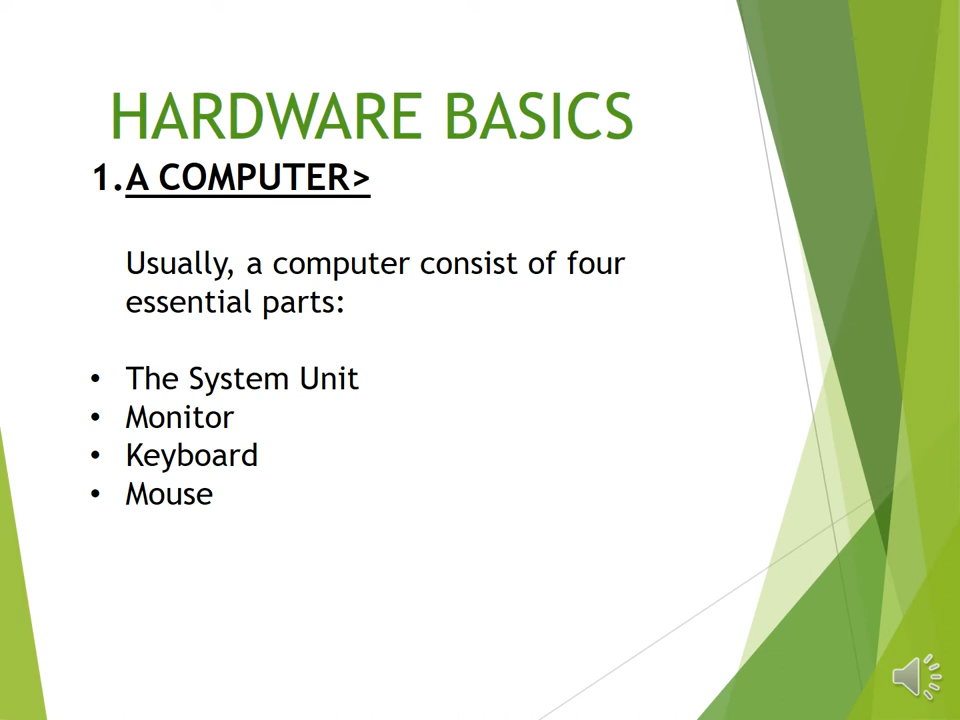 HARDWARE BASICS
1.A COMPUTER>
Usually, a computer consist of four
essential parts:
• The System Unit
• Monitor
• Keyboard
• Mouse